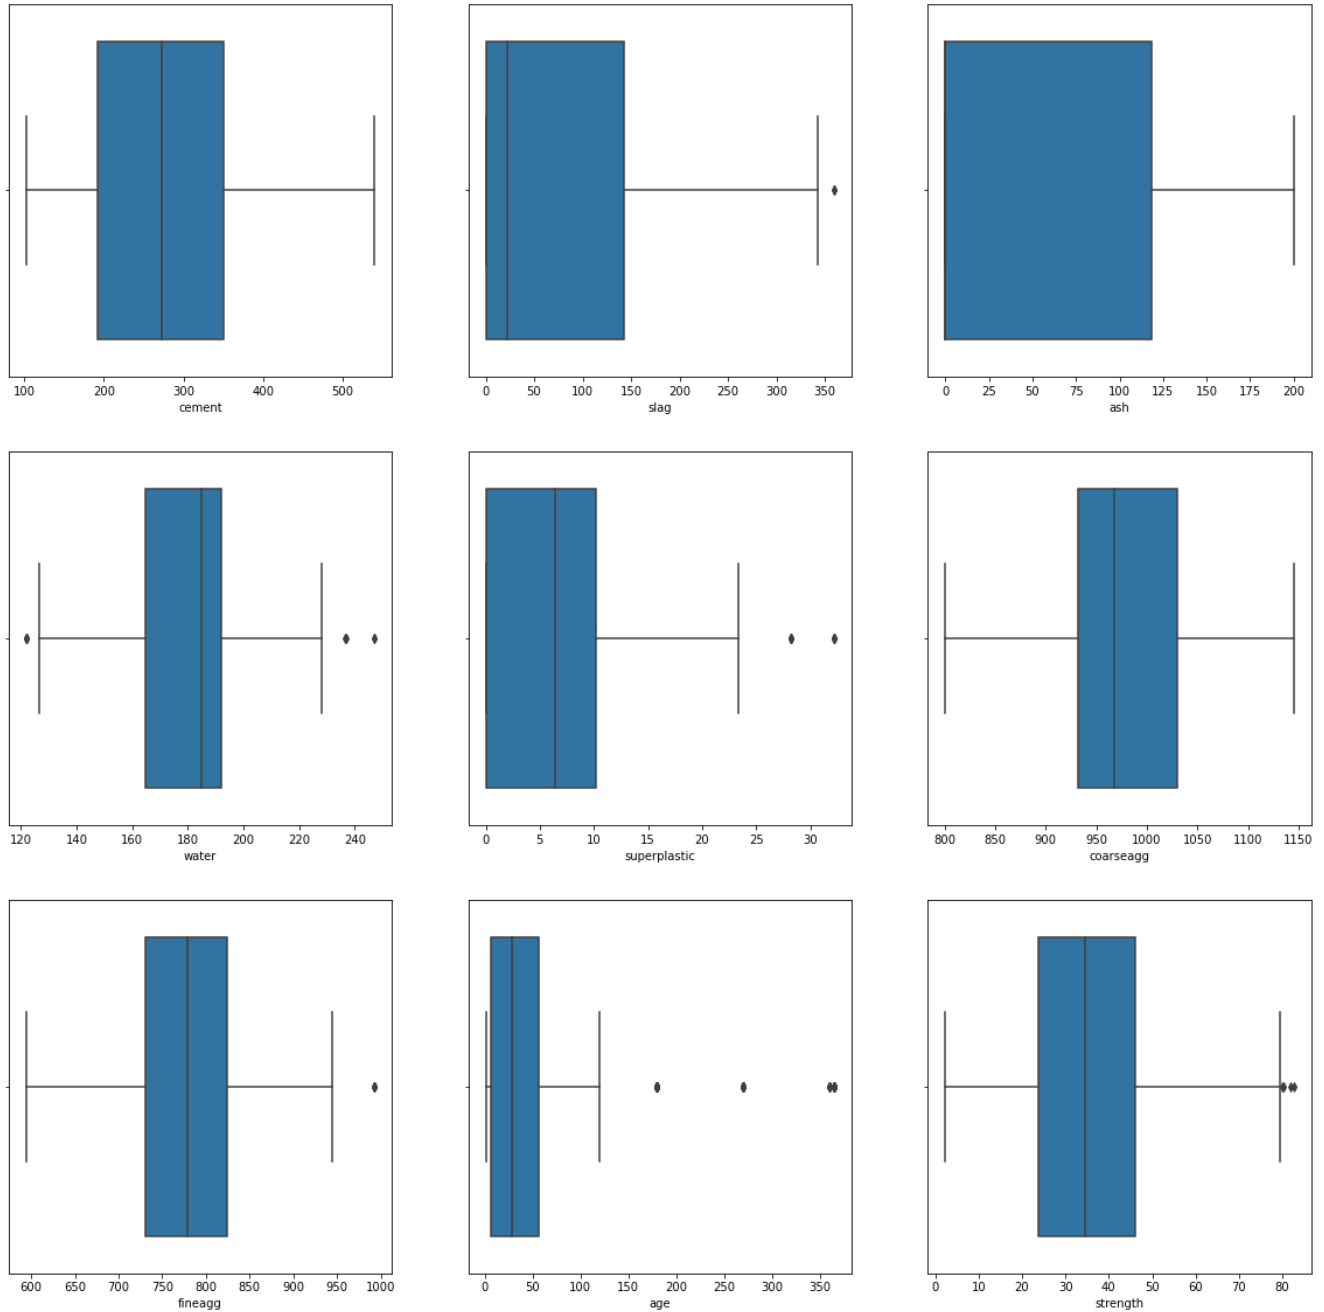 100 200 300 400 500
cement
0 50 100 150 200 250 300 350
slag
0 25 50 75 100 125 150 175 200
ash
120 140 160 180 200 220 240
water
0 5 10 15 20 25 30
superplastic
800 850 900 950 1000 1050 1100 1150
coarseagg
600 650 700 750 800 850 900 950 1000
fineagg
0 50 100 150 200 250 300 350
age
0 10 20 30 40 50 60 70 80
strength